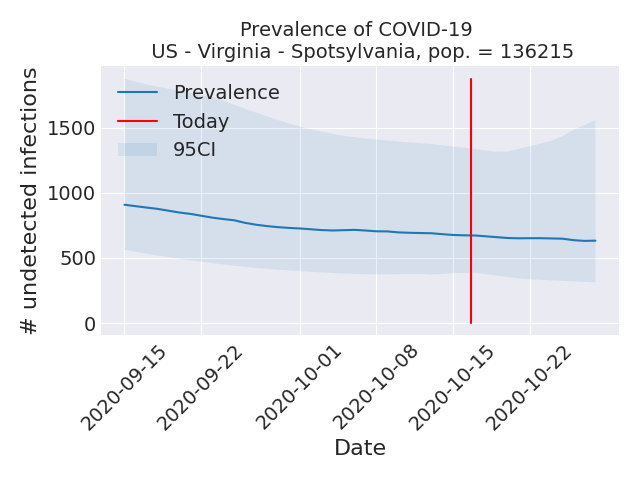 Prevalence of COVID-19
US - Virginia - Spotsylvania, pop. = 136215
# undetected infections
1500
1000
500
0
Prevalence
Today
95CI
2020-09-15
2020-09-22
2020-10-01
2020-10-08
2020-10-15
2020-10-22
Date